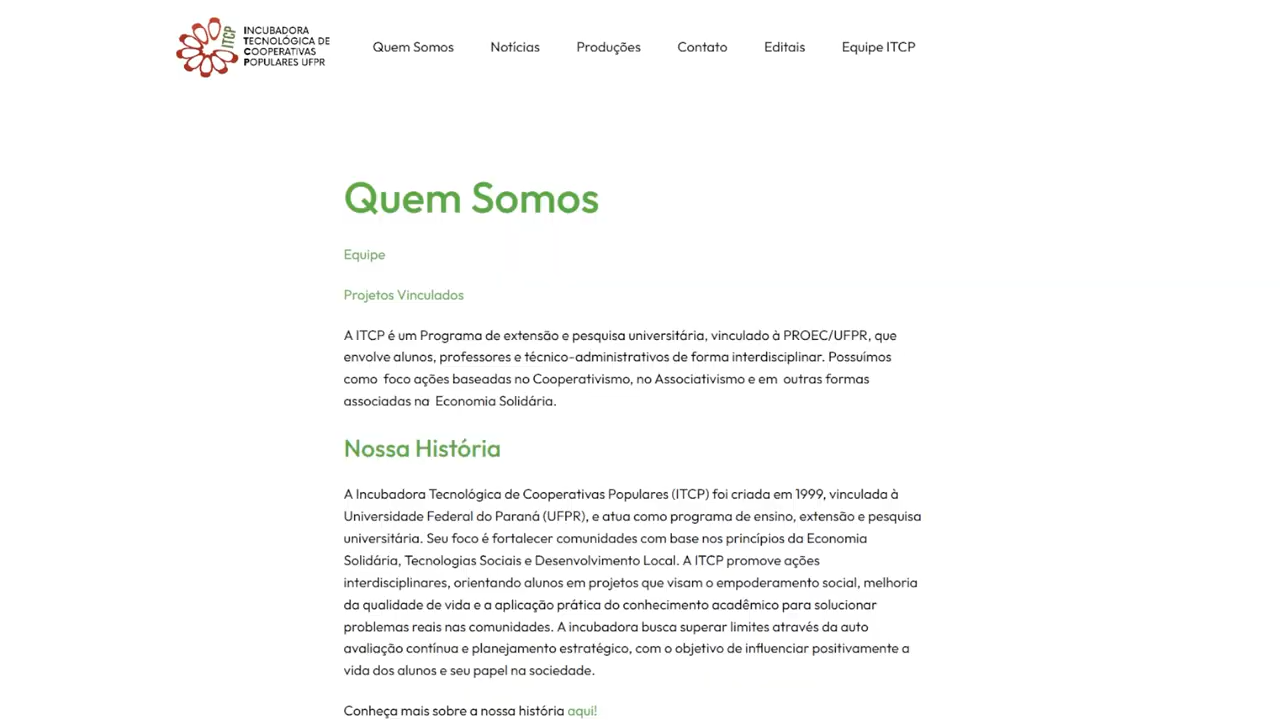 ITCP
INCUBADORA
TECNOLÓGICA DE
COOPERATIVAS
POPULARES UFPR
Quem Somos
Notícias
Produções
Contato
Editais
Equipe ITCP
Quem Somos
Equipe
Projetos Vinculados
A ITCP é um Programa de extensão e pesquisa universitária, vinculado à PROEC/UFPR, que
envolve alunos, professores e técnico-administrativos de forma interdisciplinar. Possuímos
como  foco ações baseadas no Cooperativismo, no Associativismo e em  outras formas
associadas na  Economia Solidária.
Nossa História
A Incubadora Tecnológica de Cooperativas Populares (ITCP) foi criada em 1999, vinculada à
Universidade Federal do Paraná (UFPR), e atua como programa de ensino, extensão e pesquisa
universitária. Seu foco é fortalecer comunidades com base nos princípios da Economia
Solidária, Tecnologias Sociais e Desenvolvimento Local. A ITCP promove ações
interdisciplinares, orientando alunos em projetos que visam o empoderamento social, melhoria
da qualidade de vida e a aplicação prática do conhecimento acadêmico para solucionar
problemas reais nas comunidades. A incubadora busca superar limites através da auto
avaliação contínua e planejamento estratégico, com o objetivo de influenciar positivamente a
vida dos alunos e seu papel na sociedade.
Conheça mais sobre a nossa história aqui!